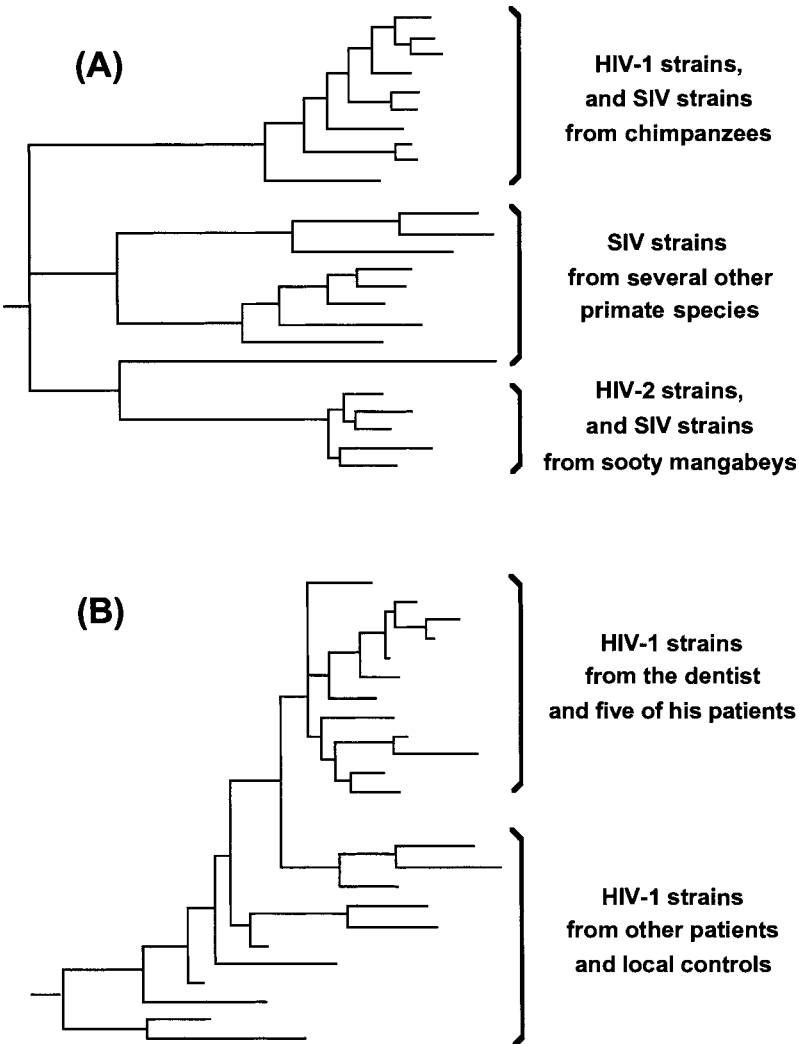 (A)
HIV-1 strains,
and SIV strains
from chimpanzees
SIV strains
from several other
primate species
HIV-2 strains,
and SIV strains
from sooty mangabeys
(B)
HIV-1 strains
from the dentist
and five of his patients
HIV-1 strains
from other patients
and local controls